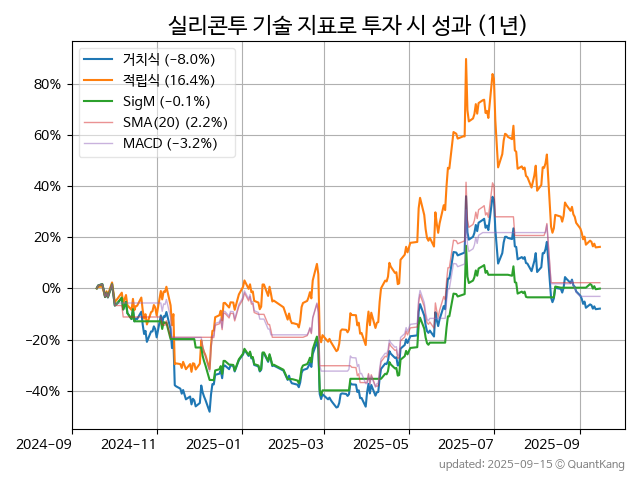 실리콘투 기술 지표로 투자 시 성과 (1년)
거치식 (−8.0%)
적립식 (16.4%)
SigM (−0.1%)
SMA(20) (2.2%)
MACD (−3.2%)
80%
60%
40%
20%
0%
−20%
−40%
2024-09 2024-11 2025-01 2025-03 2025-05 2025-07 2025-09
updated: 2025-09-15 © QuantKang